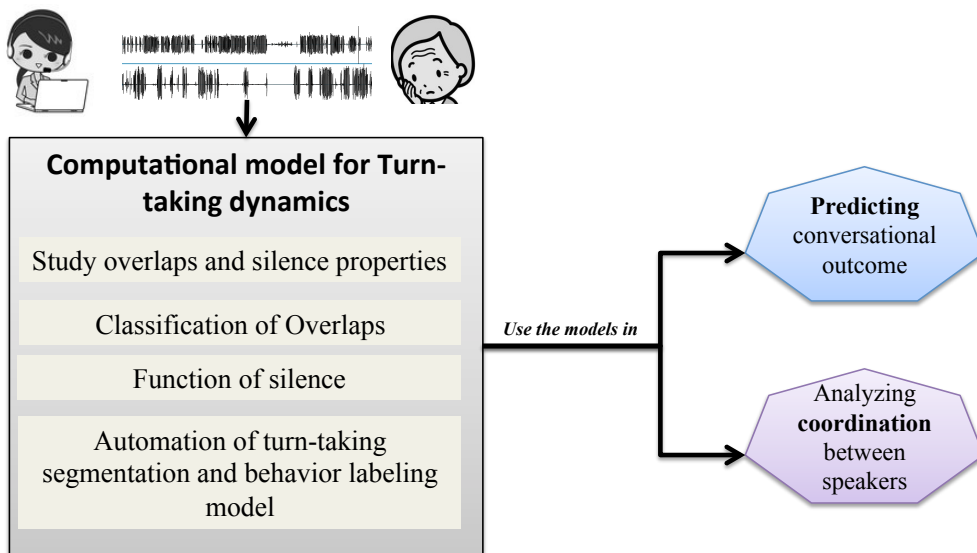 Computational model for Turn-
taking dynamics
Study overlaps and silence properties
Classification of Overlaps
Function of silence
Automation of turn-taking
segmentation and behavior labeling
model
Use the models in
Predicting
conversational
outcome
Analyzing
coordination
between
speakers